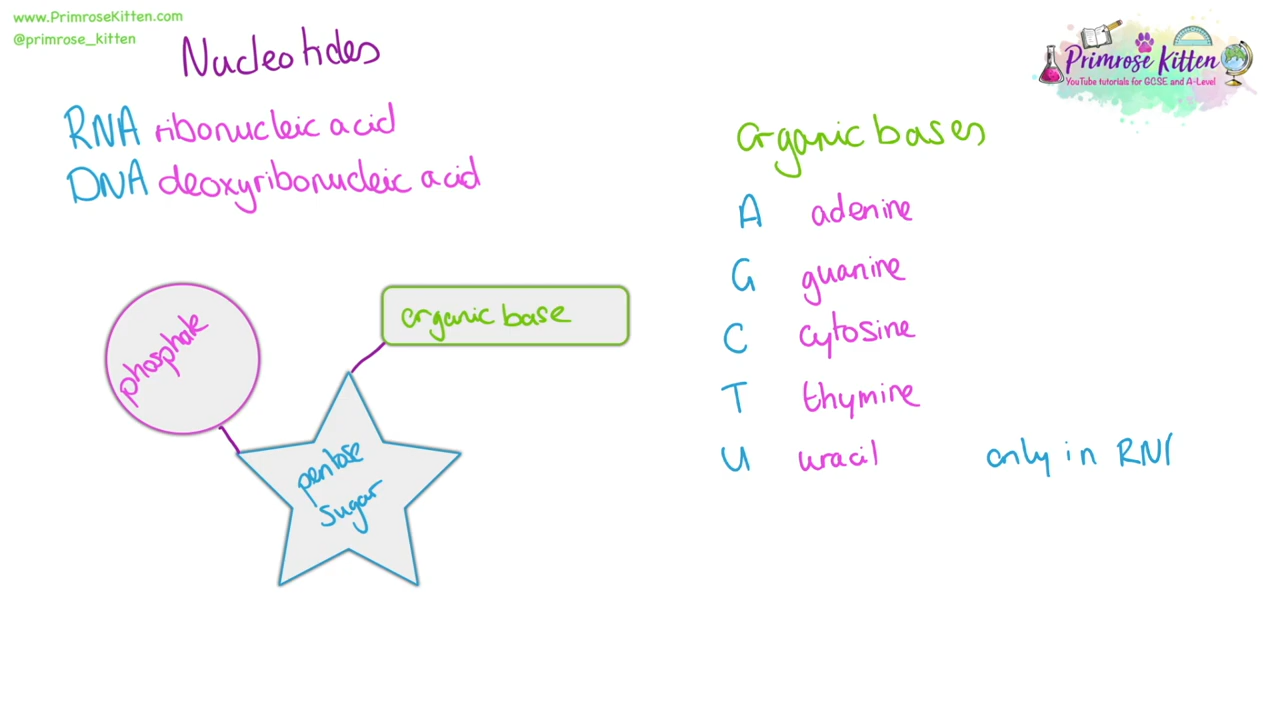 www.PrimroseKitten.com
@primrose_kitten
Nucleotides
RNA ribonucleic acid
DNA deoxyribonucleic acid
phosphate
organic base
pentose
sugar
Primrose Kitten
YouTube tutorials for GCSE and A-Level
organic bases
A adenine
G guanine
C cytosine
T thymine
U uracil only in RN